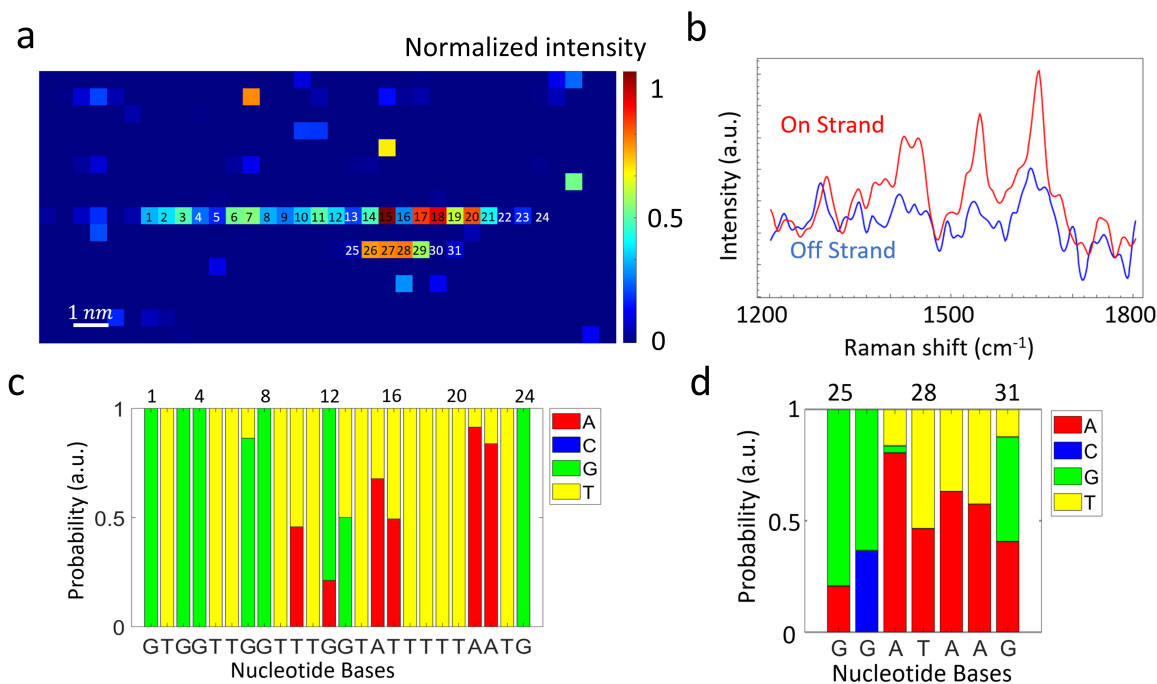 a
Normalized intensity
1
0.5
0
1 2 3 4 5 6 7 8 9 10 11 12 13 14 15 16 17 18 19 20 21 22 23 24
25 26 27 28 29 30 31
1 nm
b
On Strand
Off Strand
Intensity (a.u.)
1200 1500 1800
Raman shift (cm⁻¹)
c
1 4 8 12 16 20 24
1
0.5
0
Probability (a.u.)
A
C
G
T
GTGGTTGGTTTGGTATTTTTAATG
Nucleotide Bases
d
25 28 31
1
0.5
0
Probability (a.u.)
A
C
G
T
G G A T A A G
Nucleotide Bases